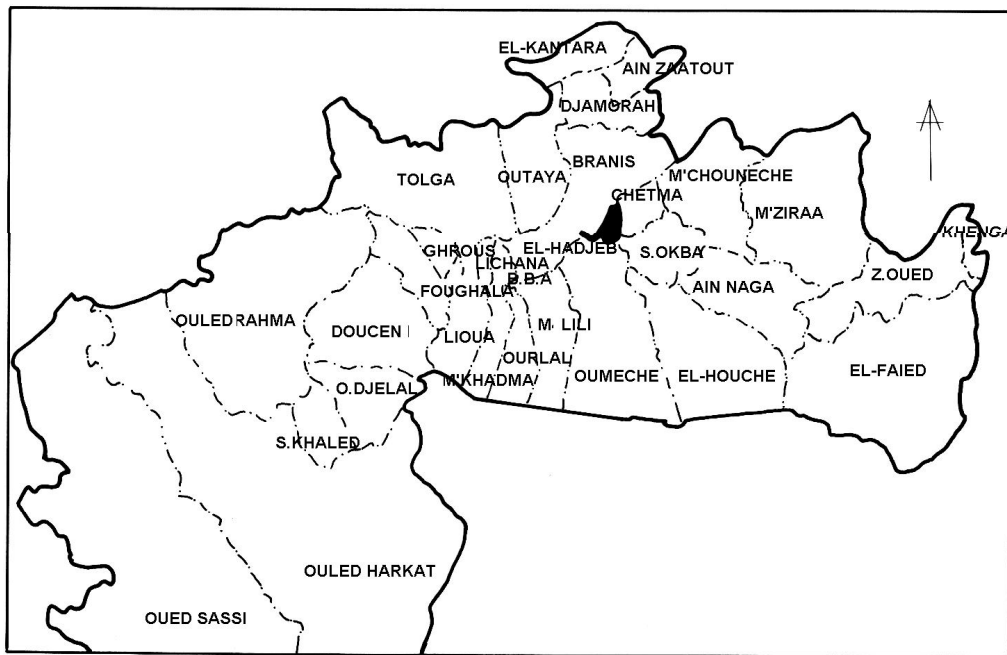 EL-KANTARA
AIN ZAATOUT
DJAMORAH
BRANIS
TOLGA
OUTAYA
M'CHOUNECHE
CHETMA
M'ZIRAA
KHENGA
GHROUS
EL-HADJEB
S.OKBA
LICHANA
Z.OUED
B.B.A
AIN NAGA
FOUGHALA
OULED RAHMA
DOUCEN
LIOUA
M. LILI
OURLAL
EL-FAIED
M'KHADMA
OUMECHE
EL-HOUCHE
O.DJELAL
S.KHALED
OULED HARKAT
OUED SASSI